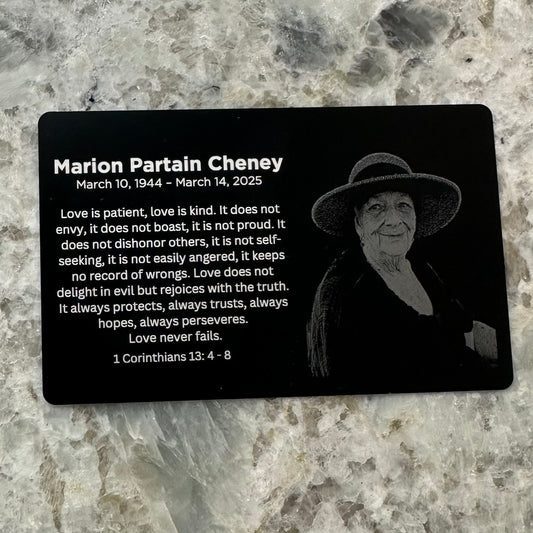 Marion Partain Cheney
March 10, 1944 – March 14, 2025
Love is patient, love is kind. It does not
envy, it does not boast, it is not proud. It
does not dishonor others, it is not self-
seeking, it is not easily angered, it keeps
no record of wrongs. Love does not
delight in evil but rejoices with the truth.
It always protects, always trusts, always
hopes, always perseveres.
Love never fails.
1 Corinthians 13: 4 - 8